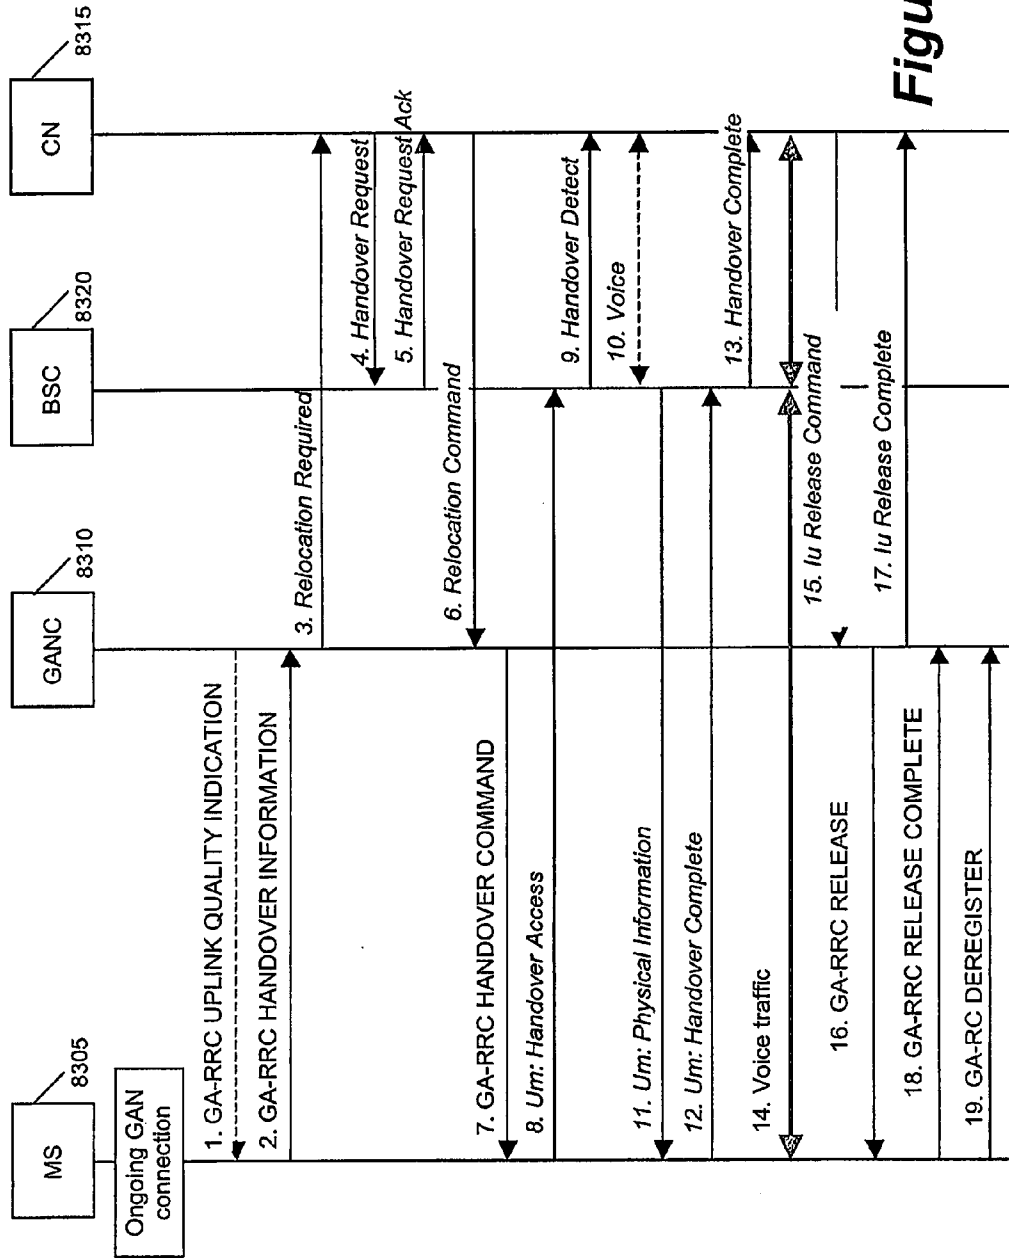 MS
8305
GANC
8310
BSC
8320
CN
8315
Ongoing GAN
connection
1. GA-RRC UPLINK QUALITY INDICATION
2. GA-RRC HANDOVER INFORMATION
3. Relocation Required
4. Handover Request
5. Handover Request Ack
6. Relocation Command
7. GA-RRC HANDOVER COMMAND
8. Um: Handover Access
9. Handover Detect
10. Voice
11. Um: Physical Information
12. Um: Handover Complete
13. Handover Complete
14. Voice traffic
15. Iu Release Command
16. GA-RRC RELEASE
17. Iu Release Complete
18. GA-RRC RELEASE COMPLETE
19. GA-RC DEREGISTER
Figu